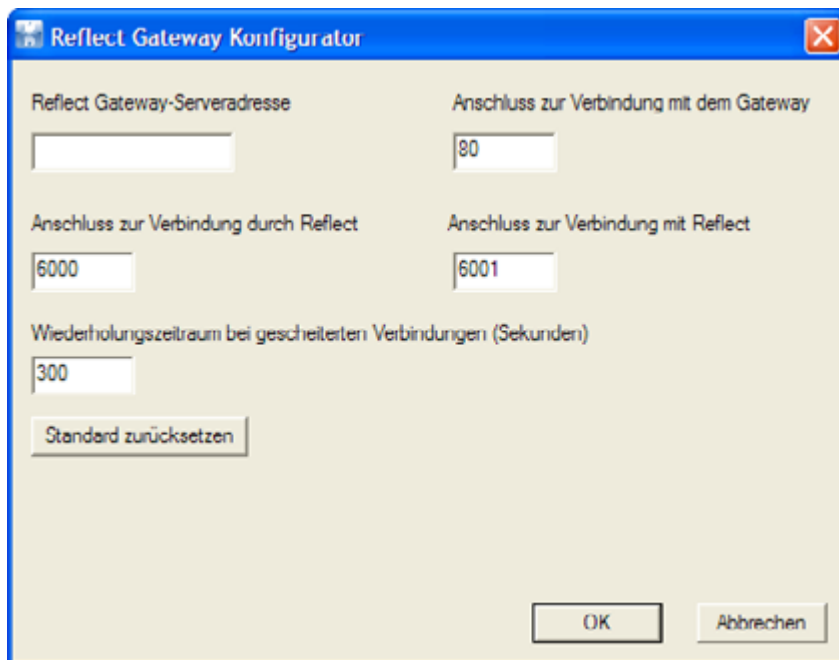 Reflect Gateway Konfigurator
Reflect Gateway-Serveradresse
Anschluss zur Verbindung mit dem Gateway
80
Anschluss zur Verbindung durch Reflect
Anschluss zur Verbindung mit Reflect
6000
6001
Wiederholungszeitraum bei gescheiterten Verbindungen (Sekunden)
300
Standard zurücksetzen
OK
Abbrechen